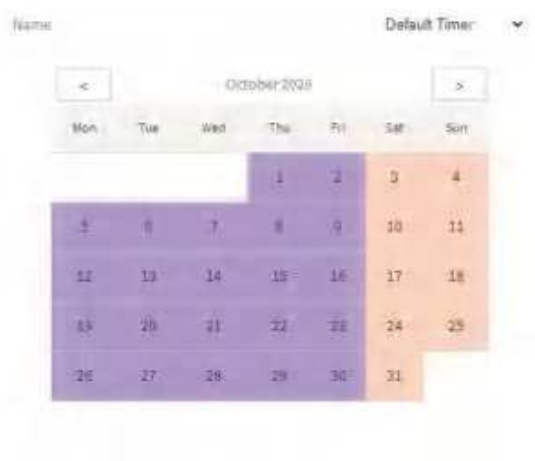 Name Default Timer
< October 2020 >
Mon Tue Wed Thu Fri Sat Sun
1 2 3 4
5 6 7 8 9 10 11
12 13 14 15 16 17 18
19 20 21 22 23 24 25
26 27 28 29 30 31